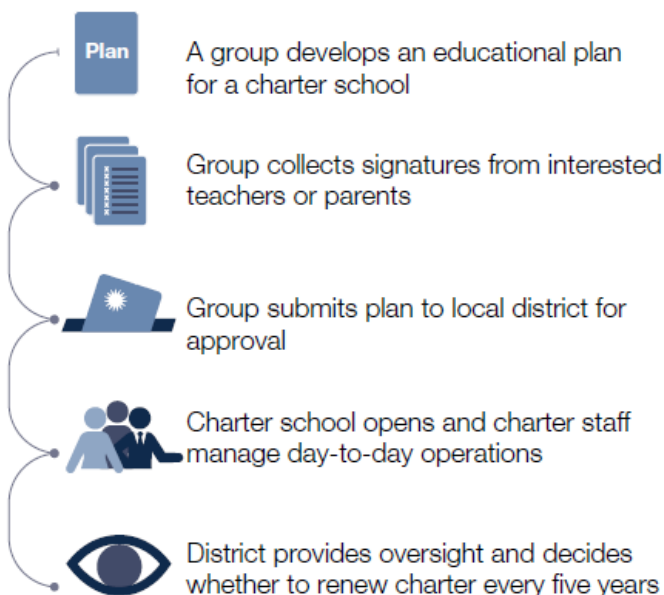 Plan
A group develops an educational plan
for a charter school
Group collects signatures from interested
teachers or parents
Group submits plan to local district for
approval
Charter school opens and charter staff
manage day-to-day operations
District provides oversight and decides
whether to renew charter every five years